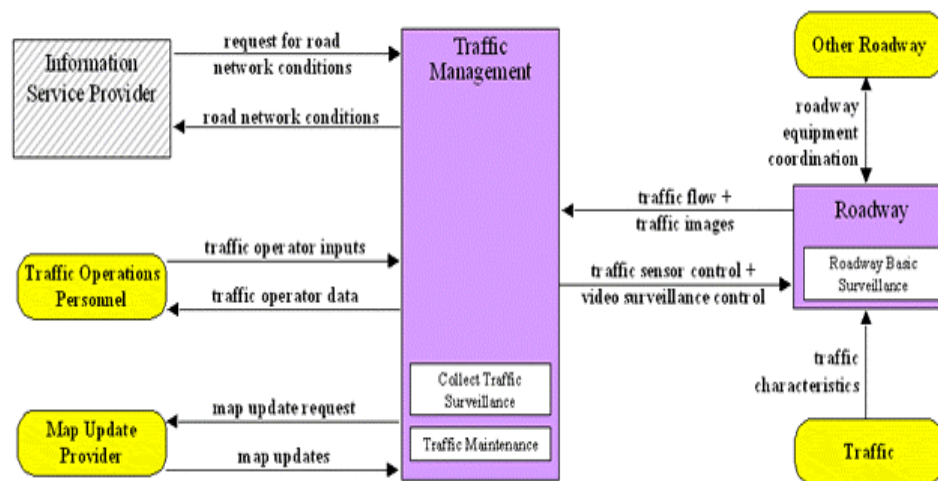 Information
Service Provider
request for road
network conditions
road network conditions
Traffic
Management
Other Roadway
roadway
equipment
coordination
traffic flow +
traffic images
Roadway
Roadway Basic
Surveillance
traffic operator inputs
Traffic Operations
Personnel
traffic operator data
traffic sensor control +
video surveillance control
traffic
characteristics
Collect Traffic
Surveillance
map update request
Map Update
Provider
Traffic Maintenance
map updates
Traffic